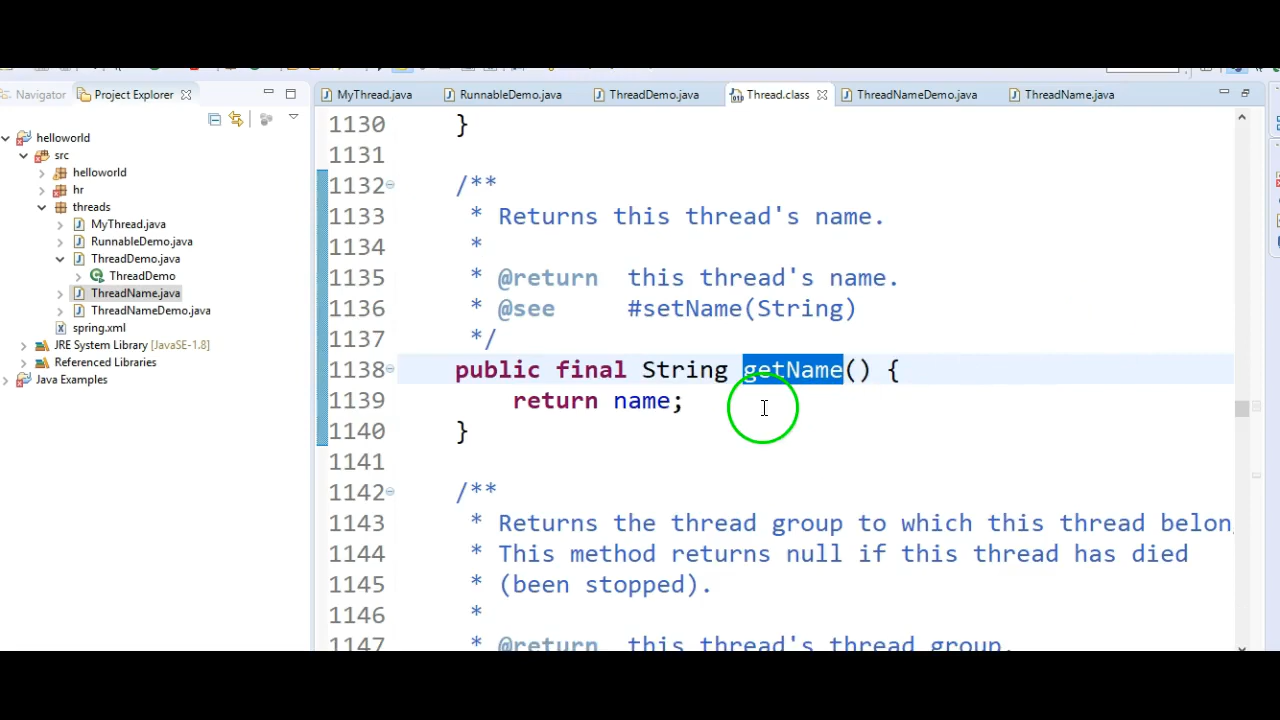 Navigator
Project Explorer
helloworld
src
helloworld
hr
threads
MyThread.java
RunnableDemo.java
ThreadDemo.java
ThreadDemo
ThreadName.java
ThreadNameDemo.java
spring.xml
JRE System Library [JavaSE-1.8]
Referenced Libraries
Java Examples
MyThread.java RunnableDemo.java ThreadDemo.java Thread.class ThreadNameDemo.java ThreadName.java
1130 }
1131
1132 /**
1133 * Returns this thread's name.
1134 *
1135 * @return this thread's name.
1136 * @see #setName(String)
1137 */
1138 public final String getName() {
1139 return name;
1140 }
1141
1142 /**
1143 * Returns the thread group to which this thread belon
1144 * This method returns null if this thread has died
1145 * (been stopped).
1146 *
1147 * @return this thread's thread group.